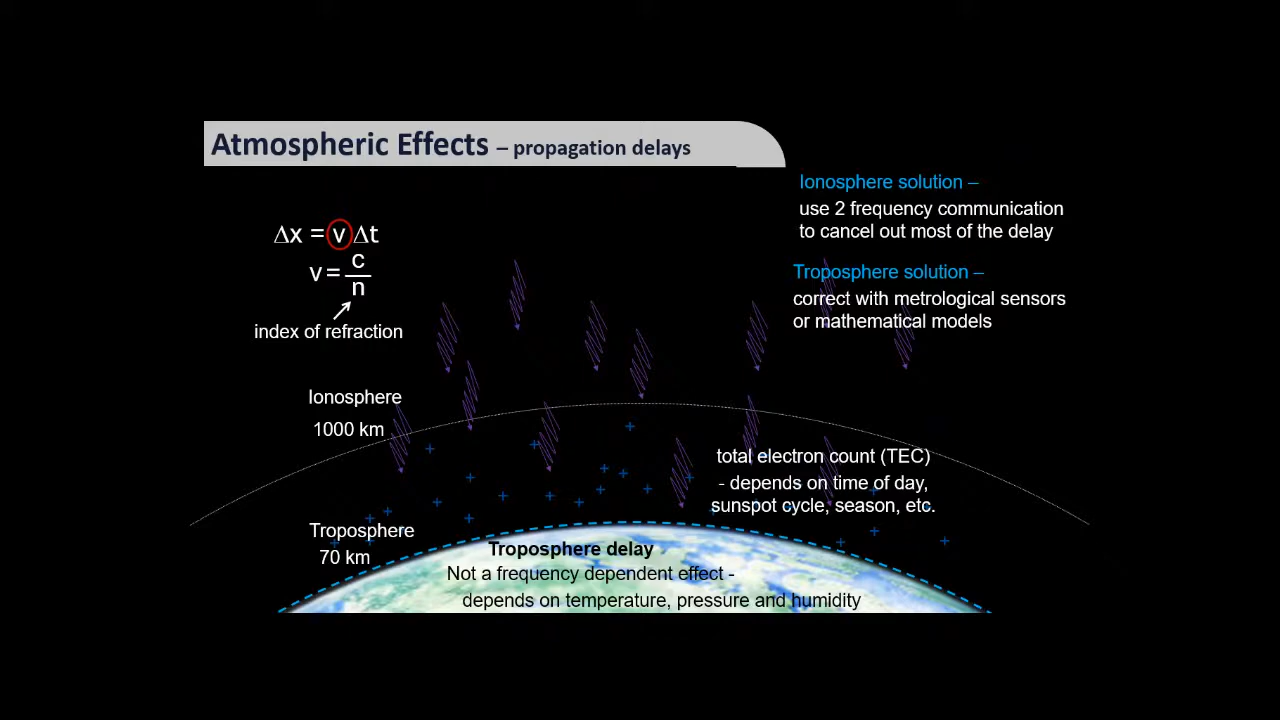 Atmospheric Effects – propagation delays
Δx = v Δt
v = c
n
index of refraction
Ionosphere solution –
use 2 frequency communication
to cancel out most of the delay
Troposphere solution –
correct with metrological sensors
or mathematical models
Ionosphere
1000 km
total electron count (TEC)
- depends on time of day,
sunspot cycle, season, etc.
Troposphere
70 km
Troposphere delay
Not a frequency dependent effect -
depends on temperature, pressure and humidity